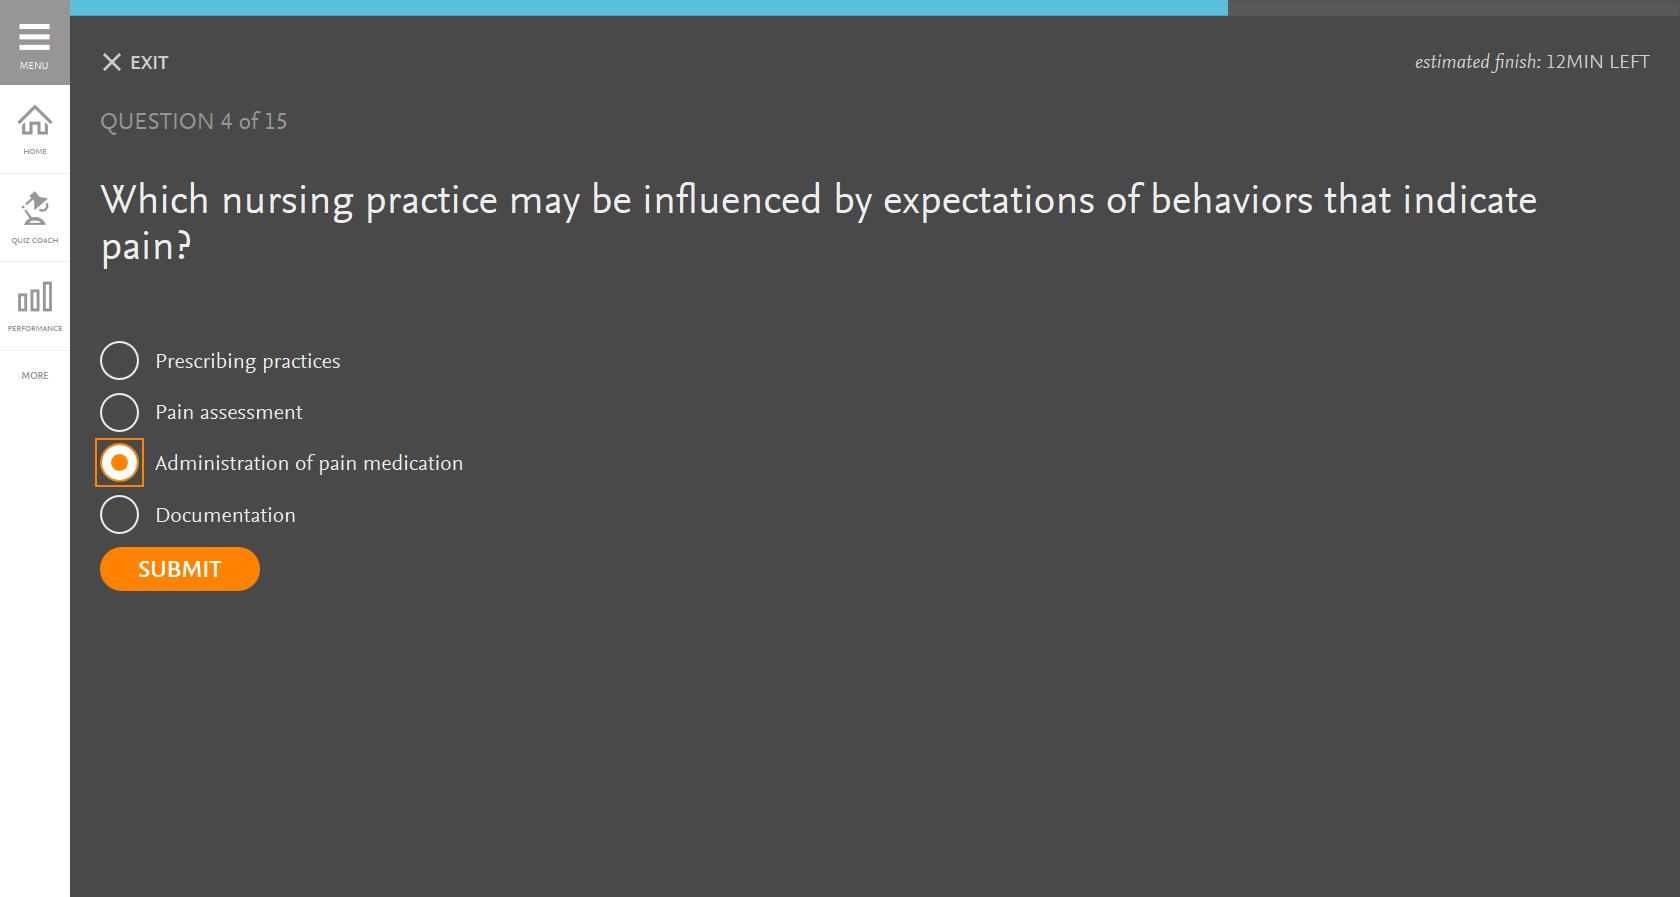 MENU
HOME
QUIZ COACH
PERFORMANCE
MORE
EXIT
estimated finish: 12MIN LEFT
QUESTION 4 of 15
Which nursing practice may be influenced by expectations of behaviors that indicate
pain?
Prescribing practices
Pain assessment
Administration of pain medication
Documentation
SUBMIT